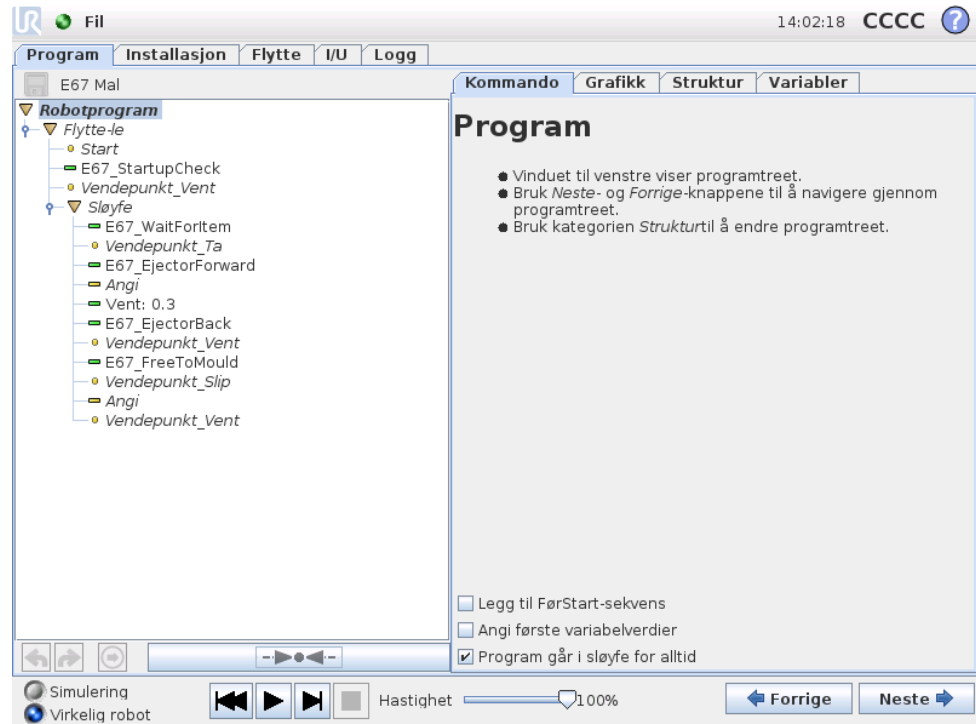 UR Fil 14:02:18 CCCC ?
Program Installasjon Flytte I/U Logg
E67 Mal
Robotprogram
Flytte-le
Start
E67_StartupCheck
Vendepunkt_Vent
Sløyfe
E67_WaitForItem
Vendepunkt_Ta
E67_EjectorForward
Angi
Vent: 0.3
E67_EjectorBack
Vendepunkt_Vent
E67_FreeToMould
Vendepunkt_Slip
Angi
Vendepunkt_Vent
Kommando Grafikk Struktur Variabler
Program
Vinduet til venstre viser programtreet.
Bruk Neste- og Forrige-knappene til å navigere gjennom
programtreet.
Bruk kategorien Strukturtil å endre programtreet.
Legg til FørStart-sekvens
Angi første variabelverdier
Program går i sløyfe for alltid
Simulering
Virkelig robot
Hastighet 100%
Forrige Neste